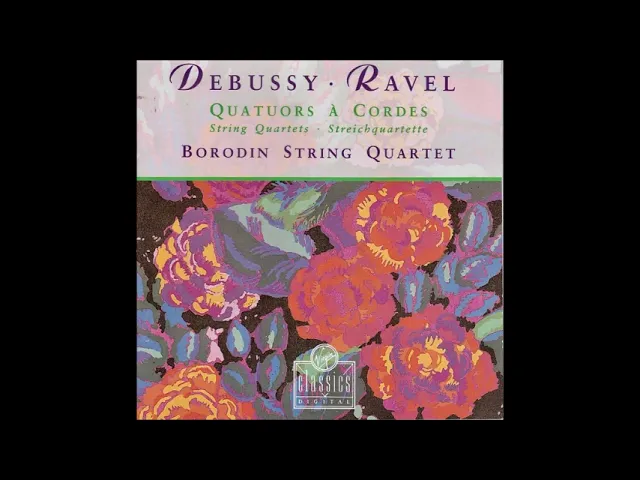 DEBUSSY · RAVEL
QUATUORS À CORDES
String Quartets · Streichquartette
BORODIN STRING QUARTET
Virgin
classics
DIGITAL